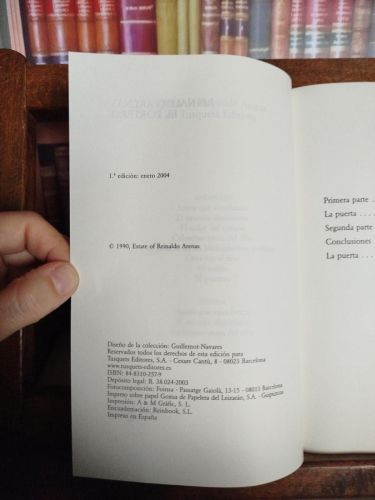 1.ª edición: enero 2004
© 1990, Estate of Reinaldo Arenas
Diseño de la colección: Guillemot-Navares
Reservados todos los derechos de esta edición para
Tusquets Editores, S.A. - Cesare Cantù, 8 - 08023 Barcelona
www.tusquets-editores.es
ISBN: 84-8310-257-9
Depósito legal: B. 38.024-2003
Fotocomposición: Foinsa - Passatge Gaiolà, 13-15 - 08013 Barcelona
Impreso sobre papel Goma de Papelera del Leizarán, S.A. - Guipúzcoa
Impresión: A & M Gràfic, S. L.
Encuadernación: Reinbook, S.L.
Impreso en España
Primera parte ..
La puerta ....
Segunda parte
Conclusiones
La puerta ....